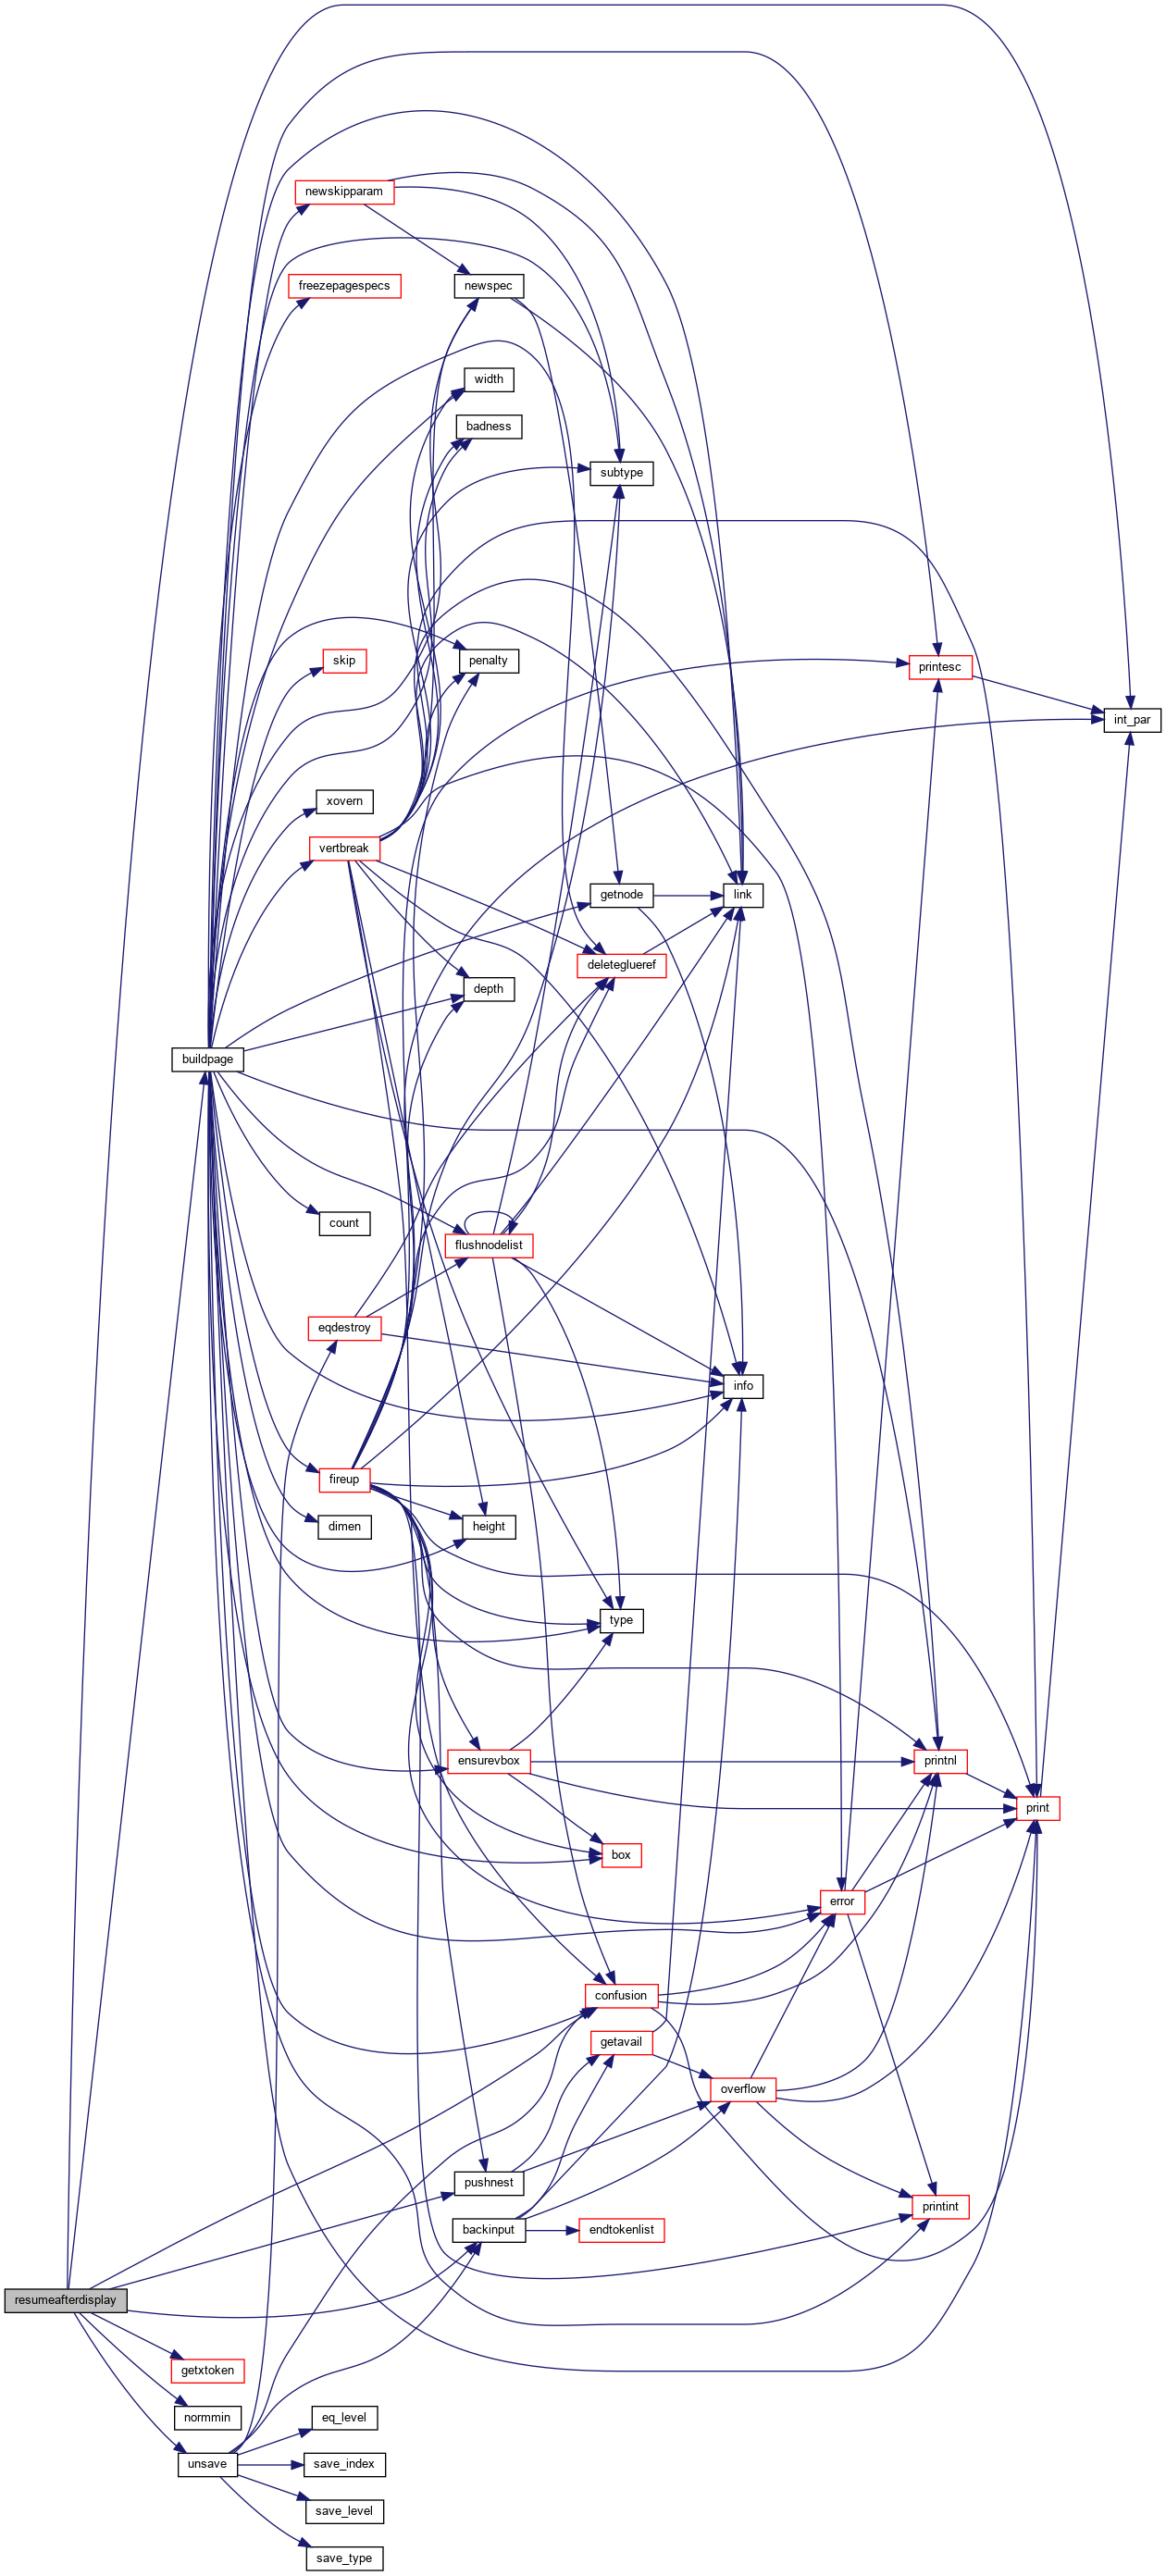 newskipparam
newspec
freezepagespecs
width
badness
subtype
penalty
skip
printesc
int_par
xovern
vertbreak
getnode
link
deleteglueref
depth
buildpage
count
flushnodelist
eqdestroy
info
fireup
height
dimen
type
ensurevbox
printnl
print
box
error
confusion
getavail
overflow
pushnest
printint
backinput
endtokenlist
resumeafterdisplay
getxtoken
normmin
eq_level
unsave
save_index
save_level
save_type